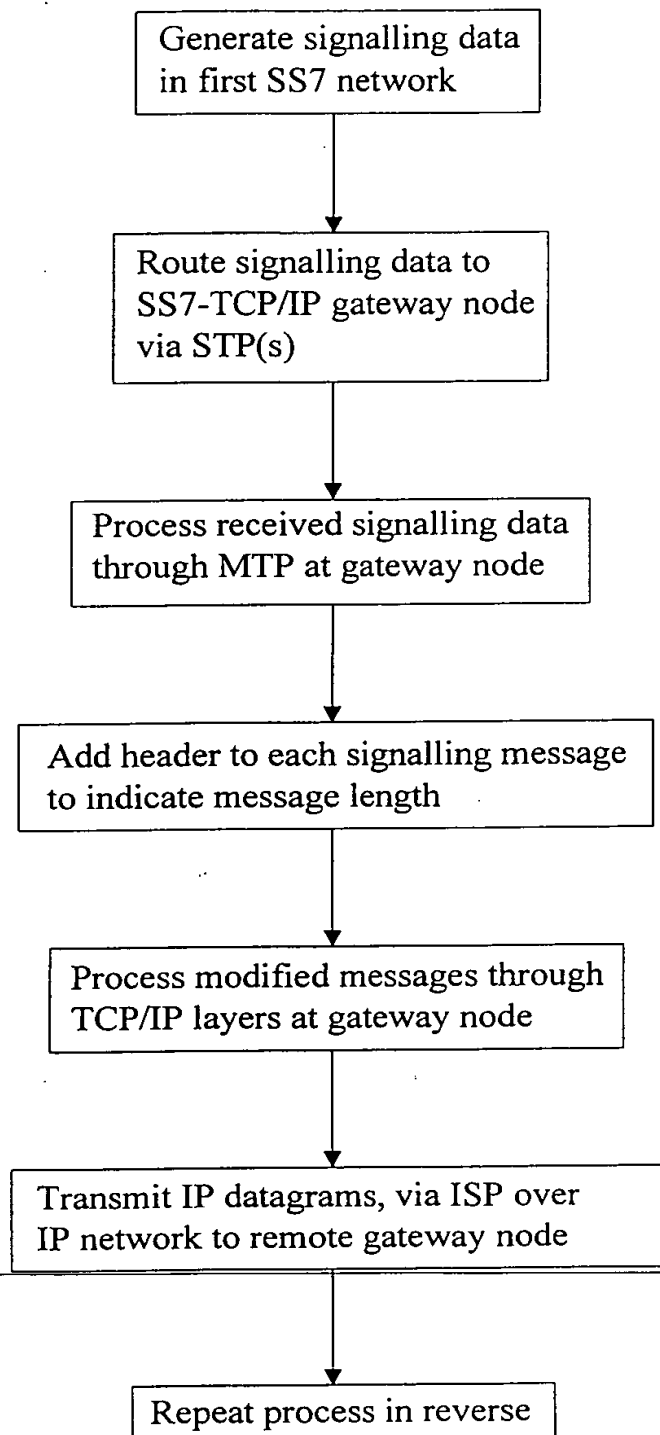 Generate signalling data
in first SS7 network
Route signalling data to
SS7-TCP/IP gateway node
via STP(s)
Process received signalling data
through MTP at gateway node
Add header to each signalling message
to indicate message length
Process modified messages through
TCP/IP layers at gateway node
Transmit IP datagrams, via ISP over
IP network to remote gateway node
Repeat process in reverse